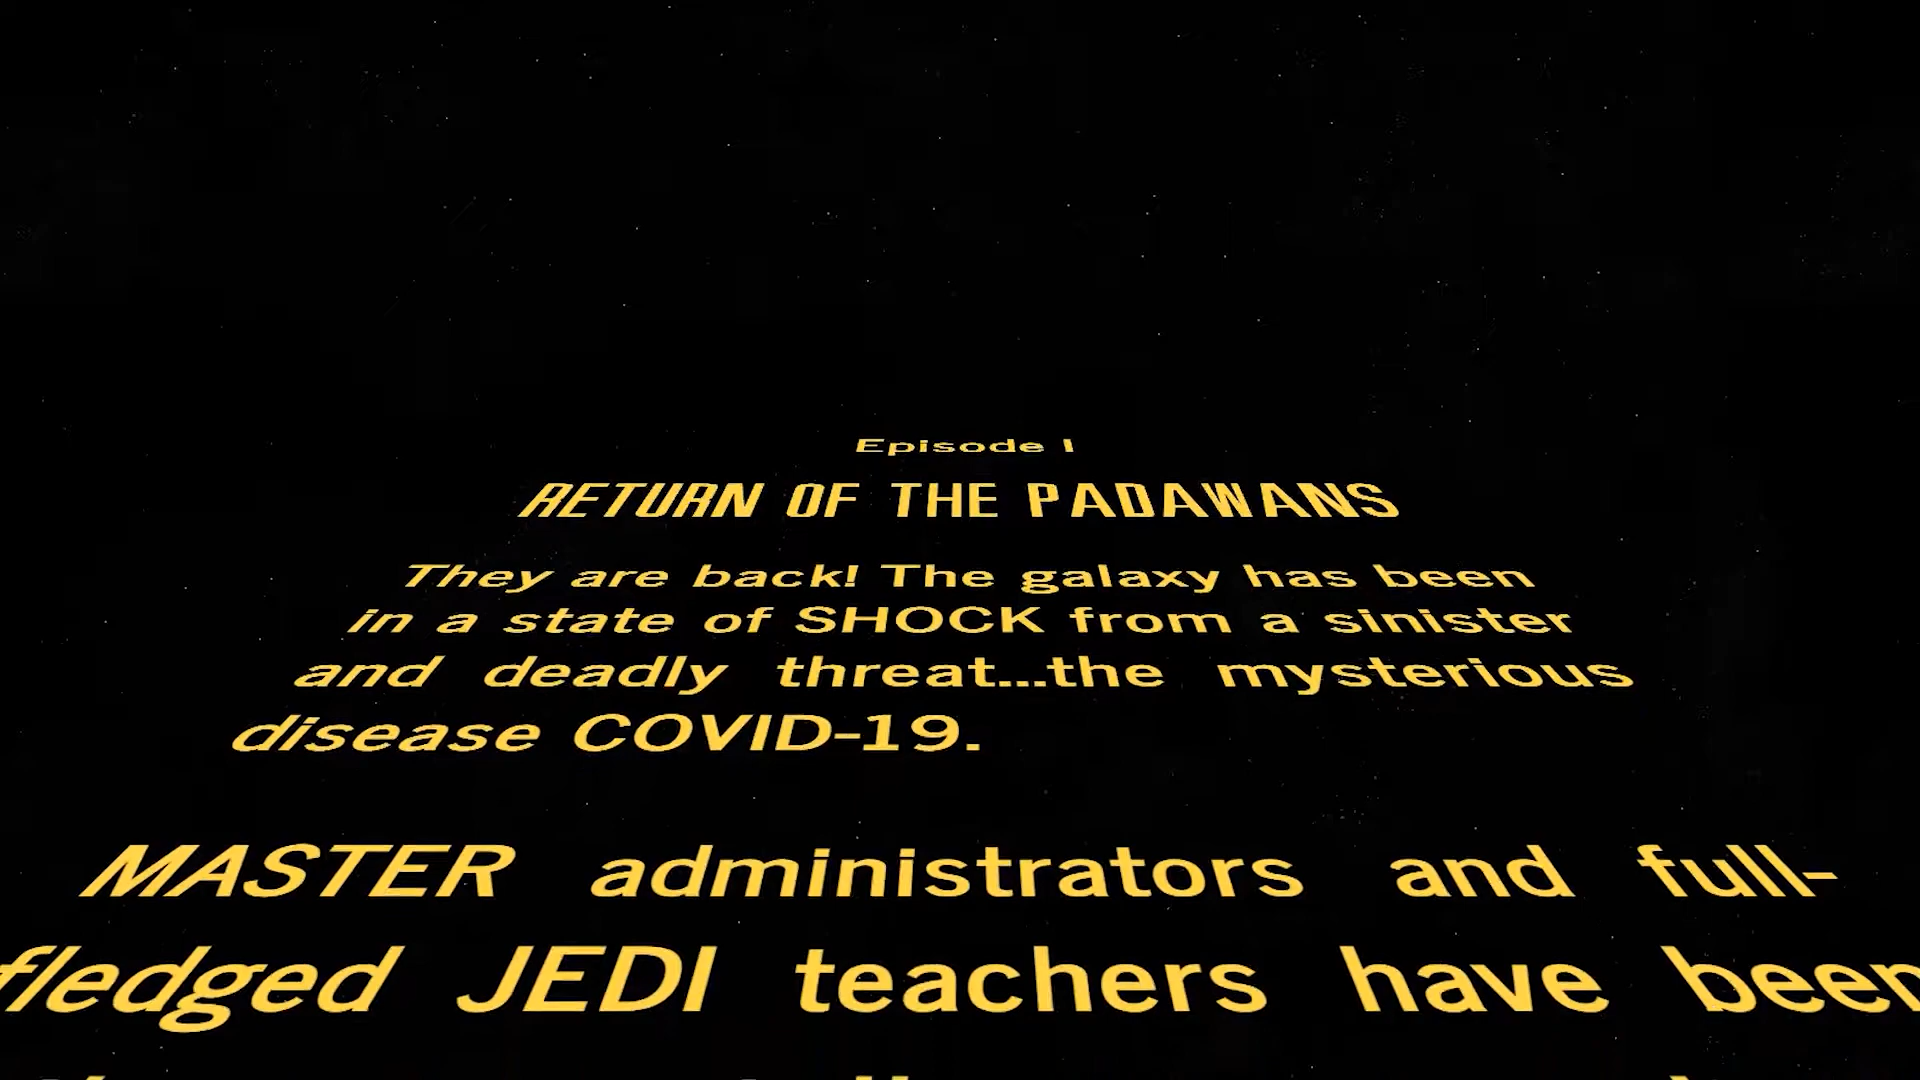 Episode I
RETURN OF THE PADAWANS
They are back! The galaxy has been
in a state of SHOCK from a sinister
and deadly threat...the mysterious
disease COVID-19.
MASTER administrators and full-
fledged JEDI teachers have been